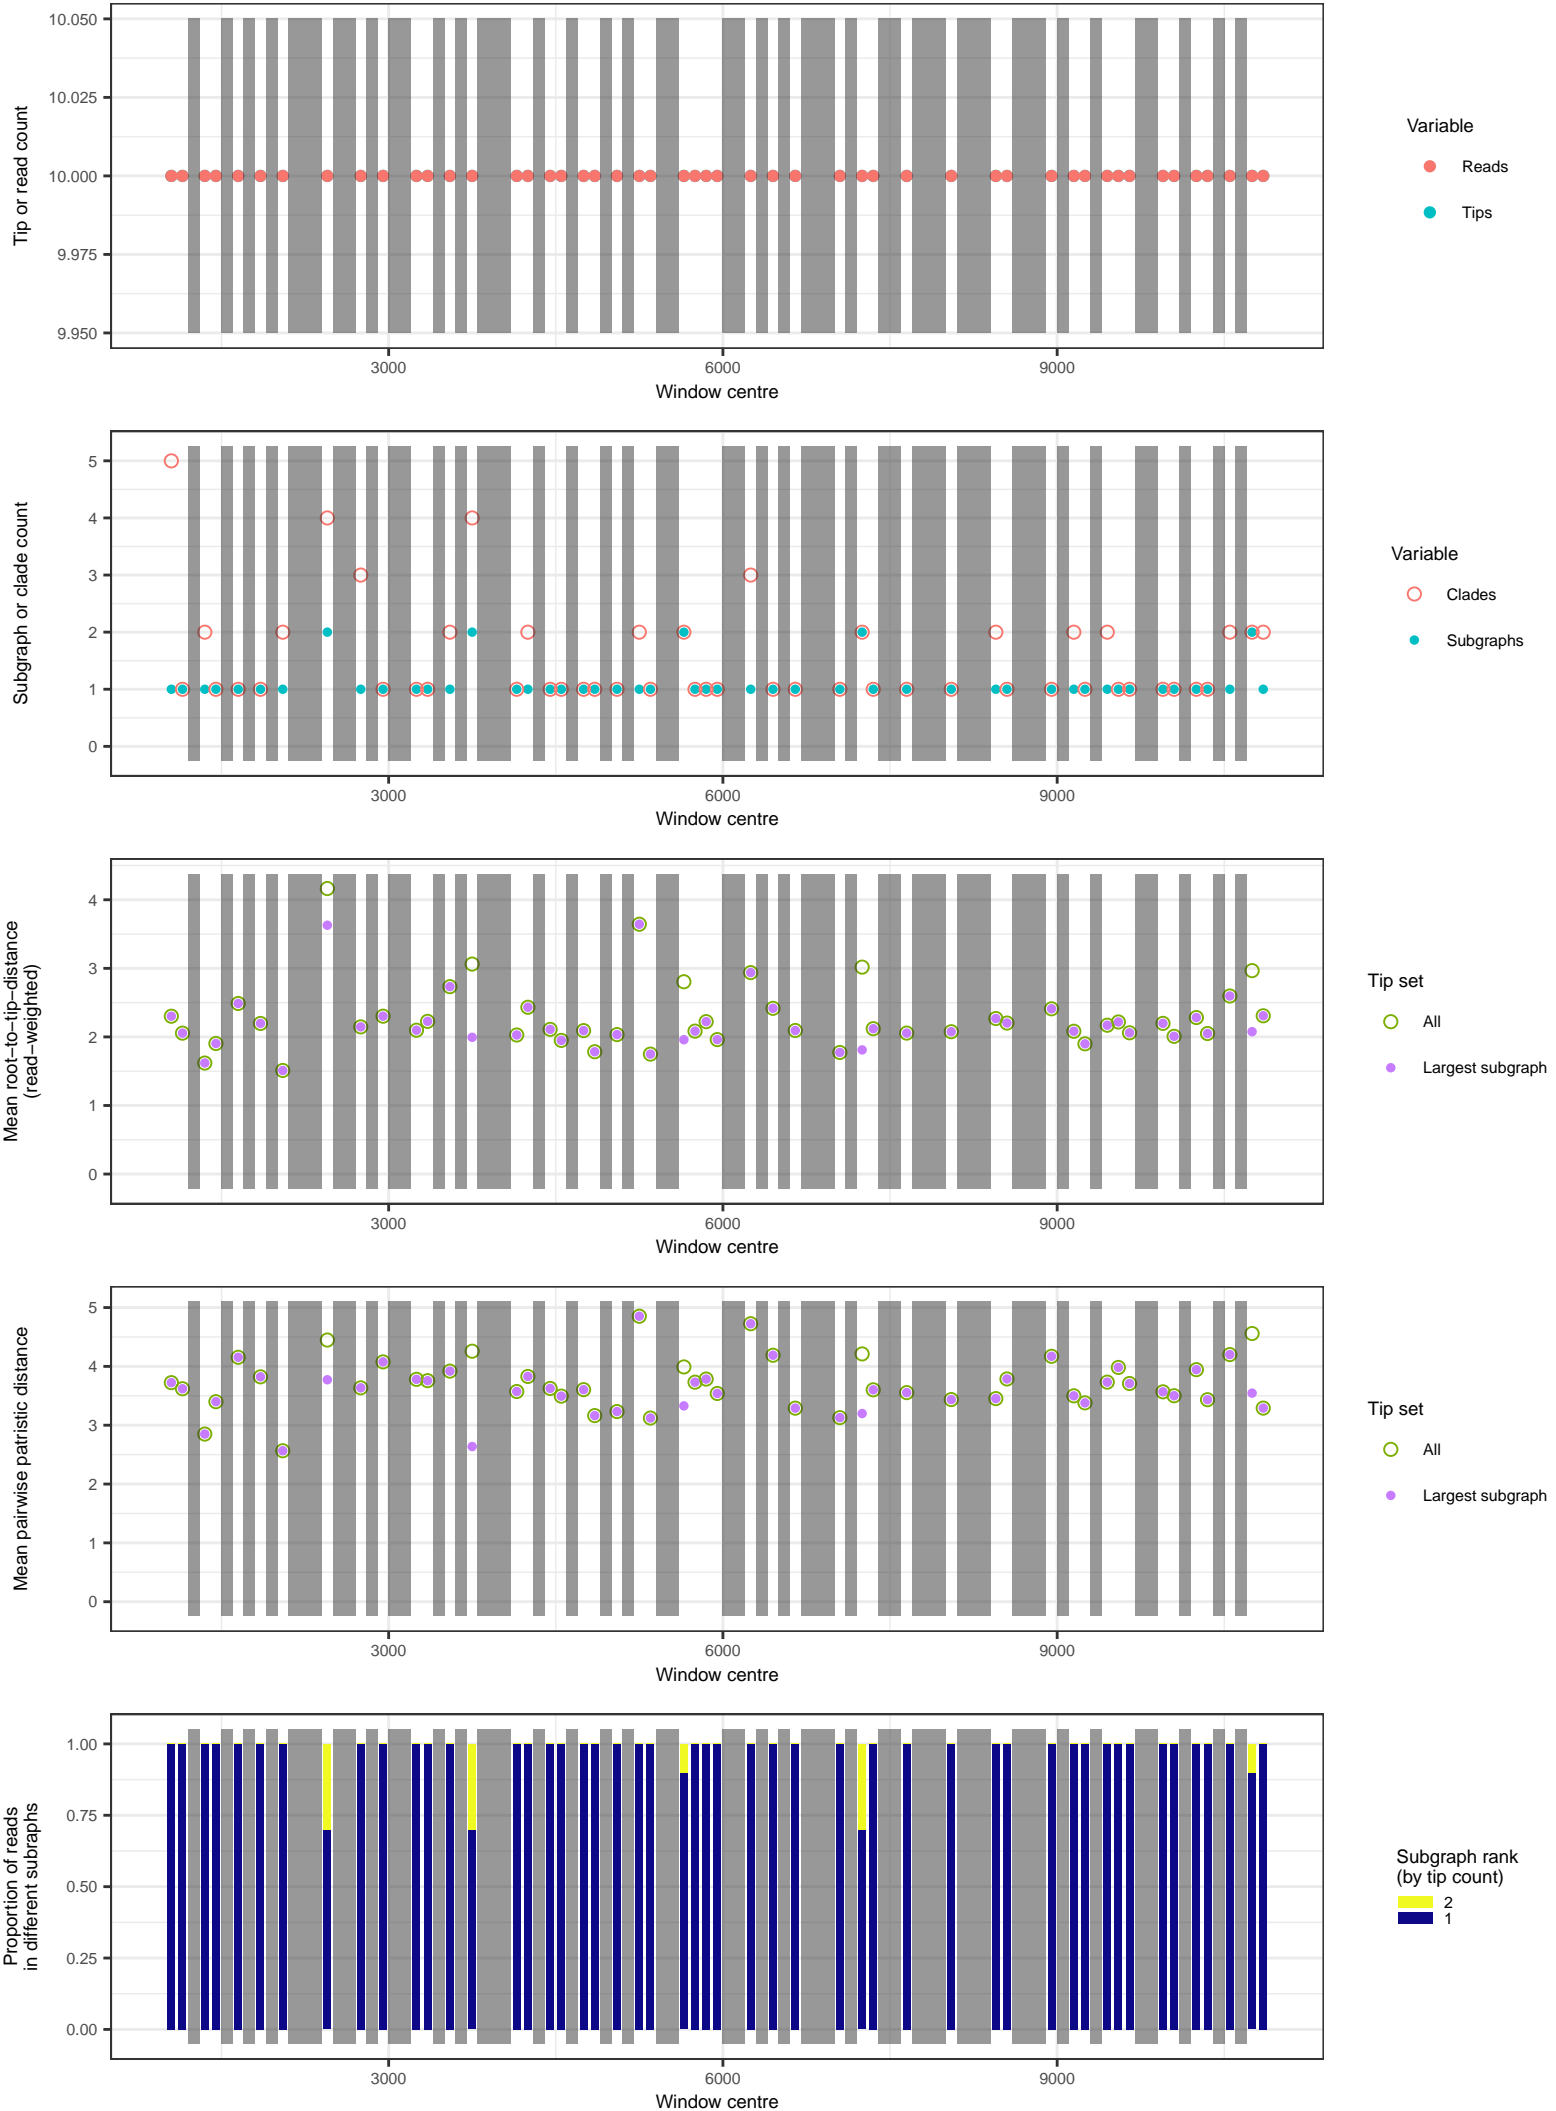 10.050
10.025
10.000
9.975
9.950
Tip or read count
3000
6000
9000
Window centre
Variable
Reads
Tips
5
4
3
2
1
0
Subgraph or clade count
3000
6000
9000
Window centre
Variable
Clades
Subgraphs
4
3
2
1
0
Mean root−to−tip−distance
(read−weighted)
3000
6000
9000
Window centre
Tip set
All
Largest subgraph
5
4
3
2
1
0
Mean pairwise patristic distance
3000
6000
9000
Window centre
Tip set
All
Largest subgraph
1.00
0.75
0.50
0.25
0.00
Proportion of reads
in different subraphs
3000
6000
9000
Window centre
Subgraph rank
(by tip count)
2
1